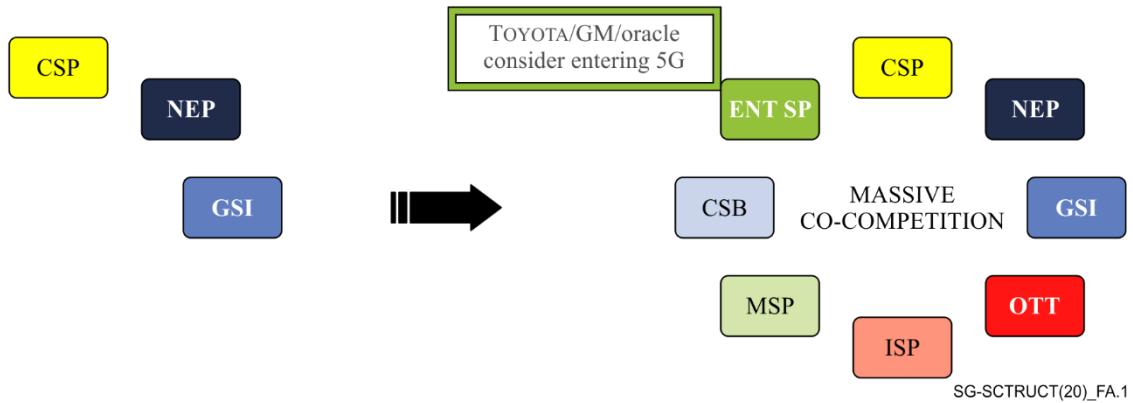 TOYOTA/GM/oracle
consider entering 5G
CSP
NEP
GSI
ENT SP
CSP
NEP
CSB
MASSIVE
CO-COMPETITION
GSI
MSP
OTT
ISP
SG-SCTRUCT(20)_FA.1